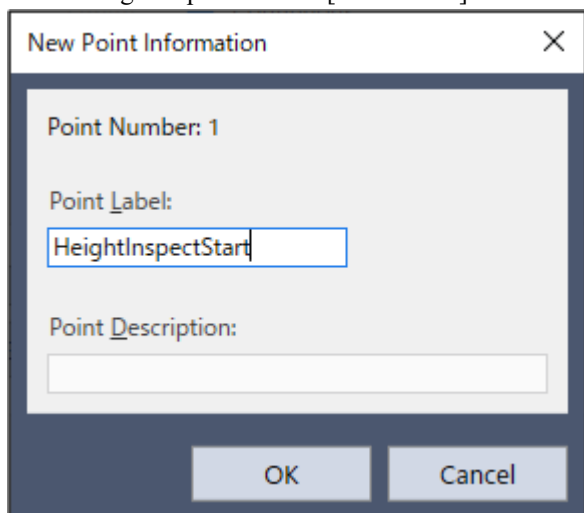 New Point Information
Point Number: 1
Point Label:
HeightInspectStart
Point Description:
OK
Cancel